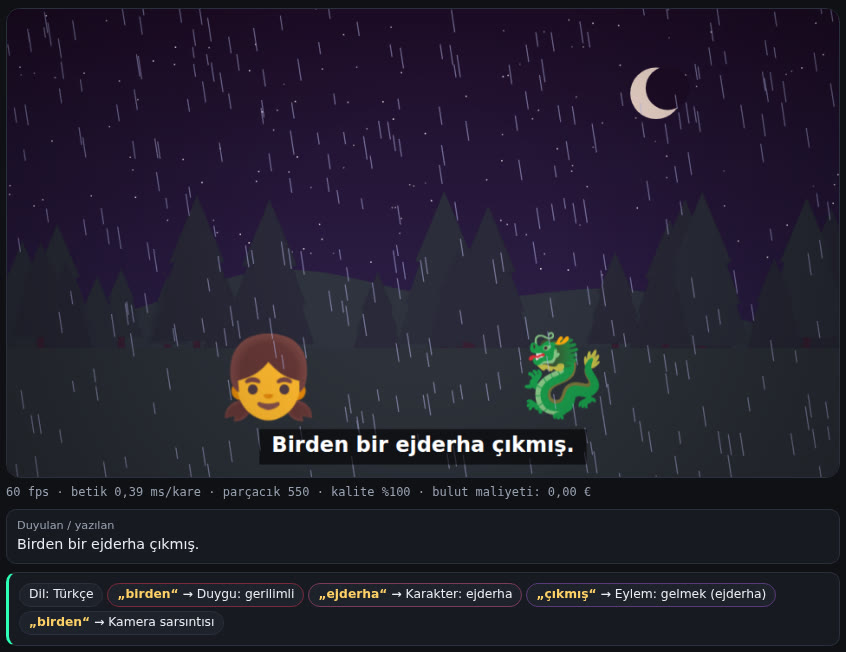 Birden bir ejderha çıkmış.
60 fps · betik 0,39 ms/kare · parçacık 550 · kalite %100 · bulut maliyeti: 0,00 €
Duyulan / yazılan
Birden bir ejderha çıkmış.
Dil: Türkçe „birden“ → Duygu: gerilimli „ejderha“ → Karakter: ejderha „çıkmış“ → Eylem: gelmek (ejderha)
„birden“ → Kamera sarsıntısı